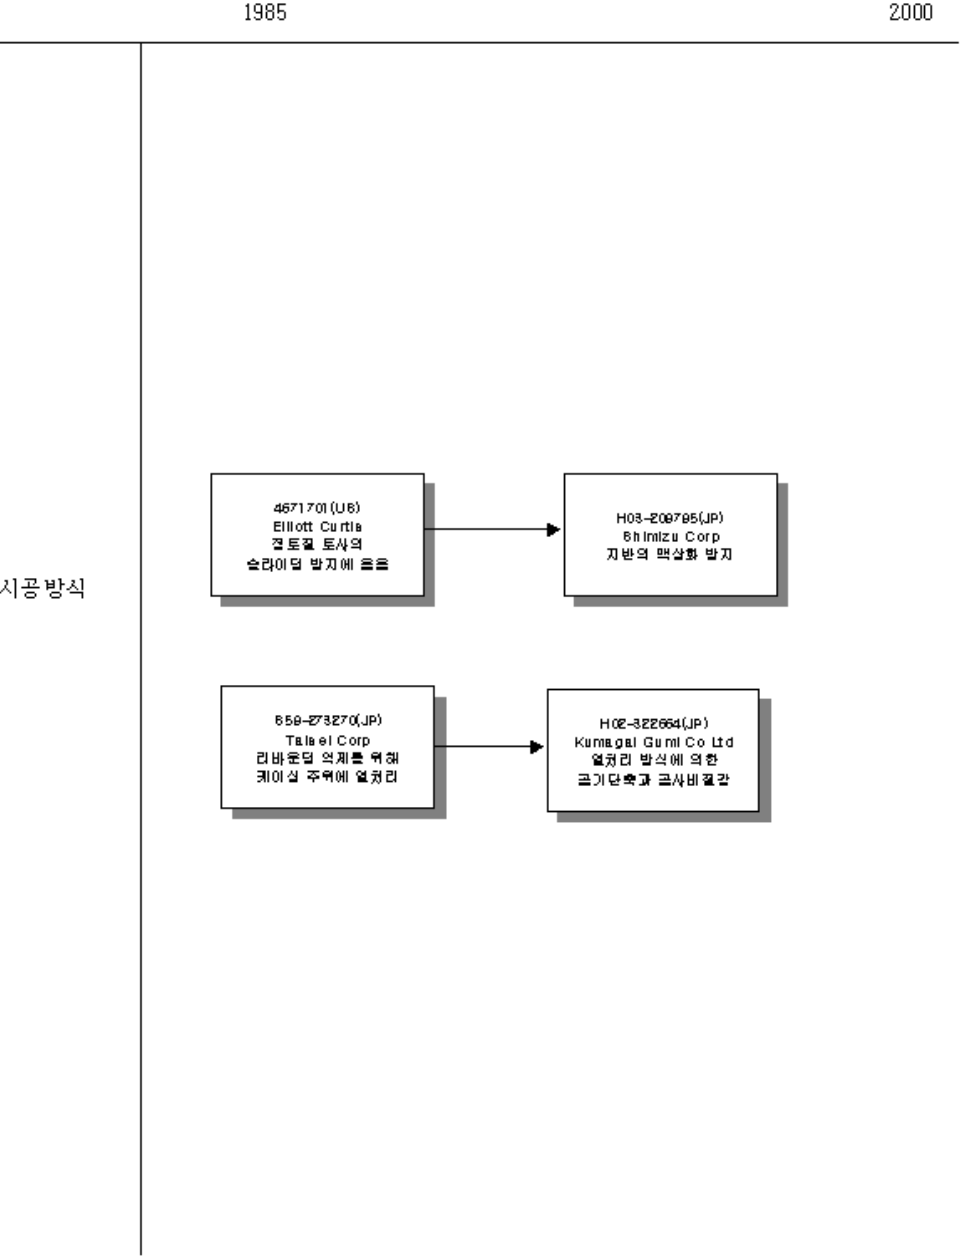 1985 2000
시공방식
4671701(US)
Elliott Curtis
점토질 토사의
슬라이딩 방지에
H03-209795(JP)
Shimizu Corp
지반의 액상화 방지
S59-273270(JP)
Taisei Corp
리바운딩 억제를 위해
케이싱 주위에 열처리
H02-322664(JP)
Kumagai Gumi Co Ltd
열처리 방식에 의한
공기단축과 공사비절감